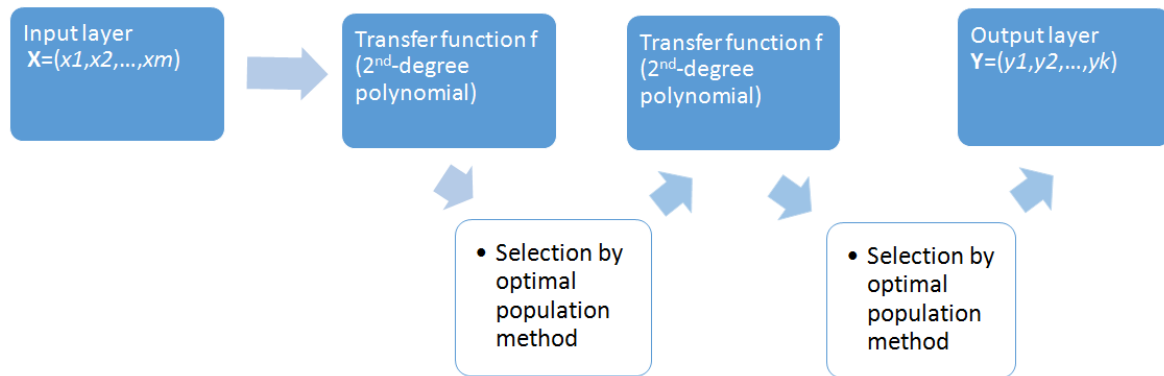 Input layer
X=(x1,x2,...,xm)
Transfer function f
(2nd-degree
polynomial)
Transfer function f
(2nd-degree
polynomial)
Output layer
Y=(y1,y2,...,yk)
• Selection by
optimal
population
method
• Selection by
optimal
population
method